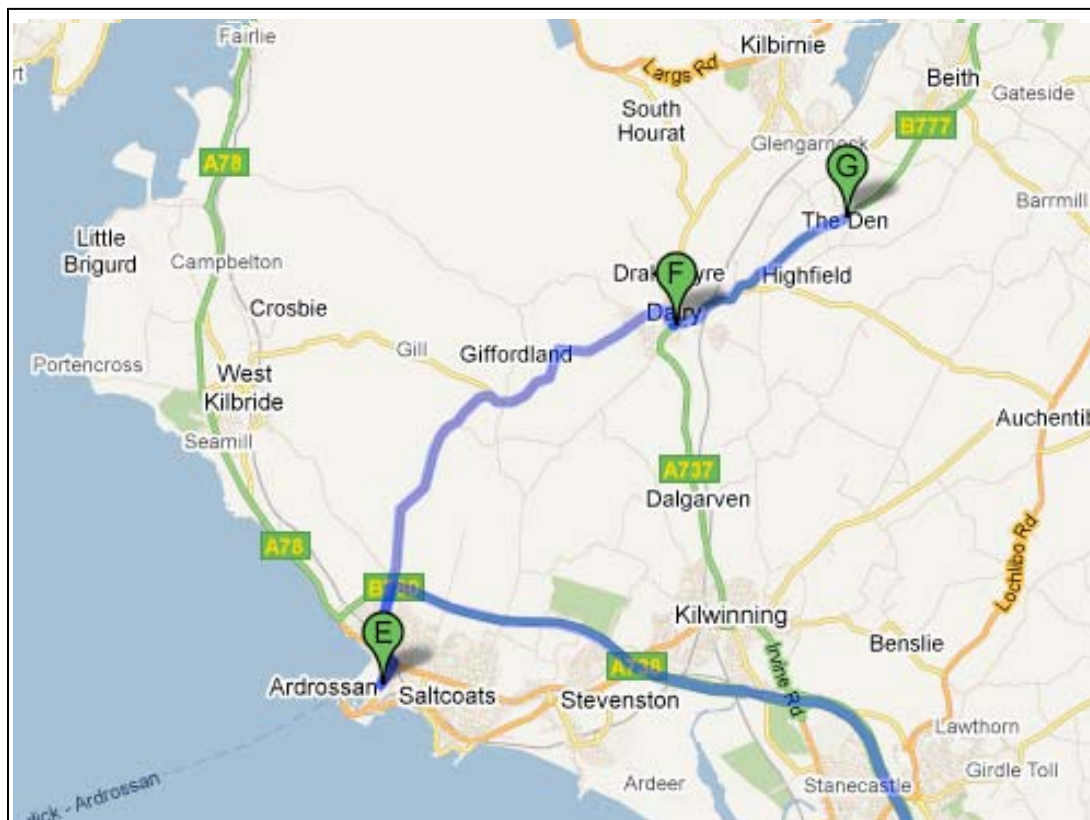 Fairlie
Kilbirnie
Largs Rd
Beith
Gateside
South
Hourat
B777
A78
Glengarnock
G
Barrmill
The Den
Little
Brigurd
Campbelton
F
Highfield
Crosbie
Dalry
Gill
Giffordland
Portencross
West
Kilbride
Auchentib
Seamill
A737
Dalgarven
Lochlibo Rd
A78
Kilwinning
E
Benslie
A738
Irvine Rd
Ardrossan
Saltcoats
Stevenston
Lawthorn
Girdle Toll
Ardeer
Stanecastle
dick - Ardrossan